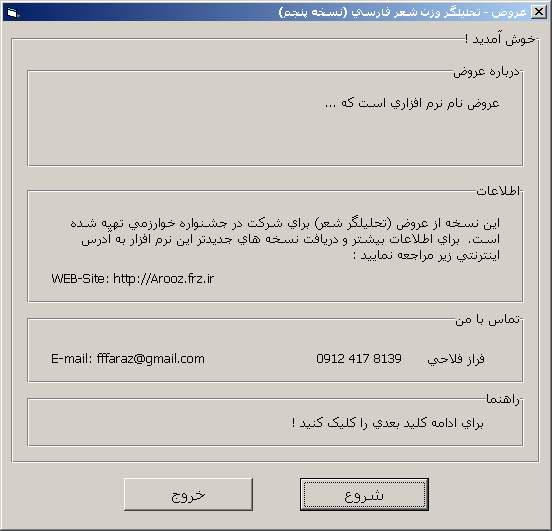 عروض - تحليلگر وزن شعر فارسي (نسخه پنجم)
خوش آمديد !
درباره عروض
عروض نام نرم افزاري است كه ...
اطلاعات
اين نسخه از عروض (تحليلگر شعر) براي شركت در جشنواره خوارزمي تهيه شده
است. براي اطلاعات بيشتر و دريافت نسخه هاي جديدتر اين نرم افزار به آدرس
اينترنتي زير مراجعه نماييد :
WEB-Site: http://Arooz.frz.ir
تماس با من
فراز فلاحي 0912 417 8139 E-mail: fffaraz@gmail.com
راهنما
براي ادامه كليد بعدي را كليک كنيد !
شروع
خروج